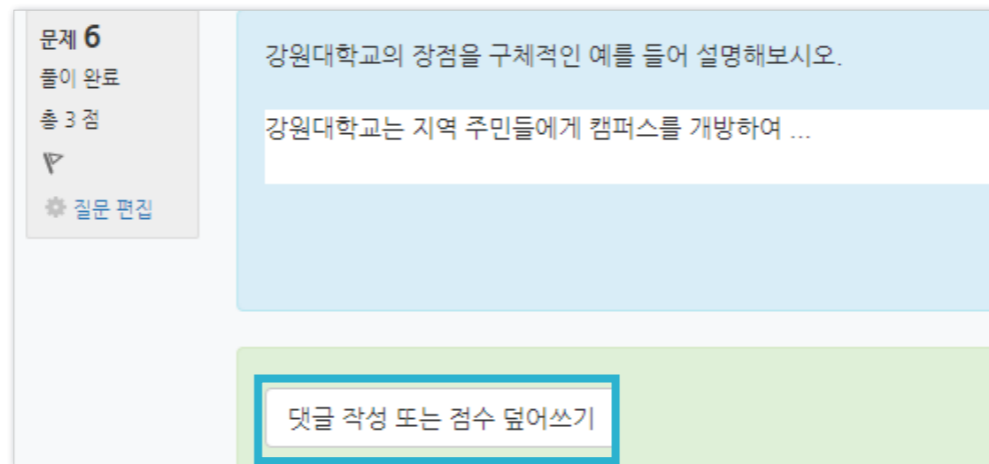 문제 6
풀이 완료
총 3 점
질문 편집
강원대학교의 장점을 구체적인 예를 들어 설명해보시오.
강원대학교는 지역 주민들에게 캠퍼스를 개방하여 ...
댓글 작성 또는 점수 덮어쓰기